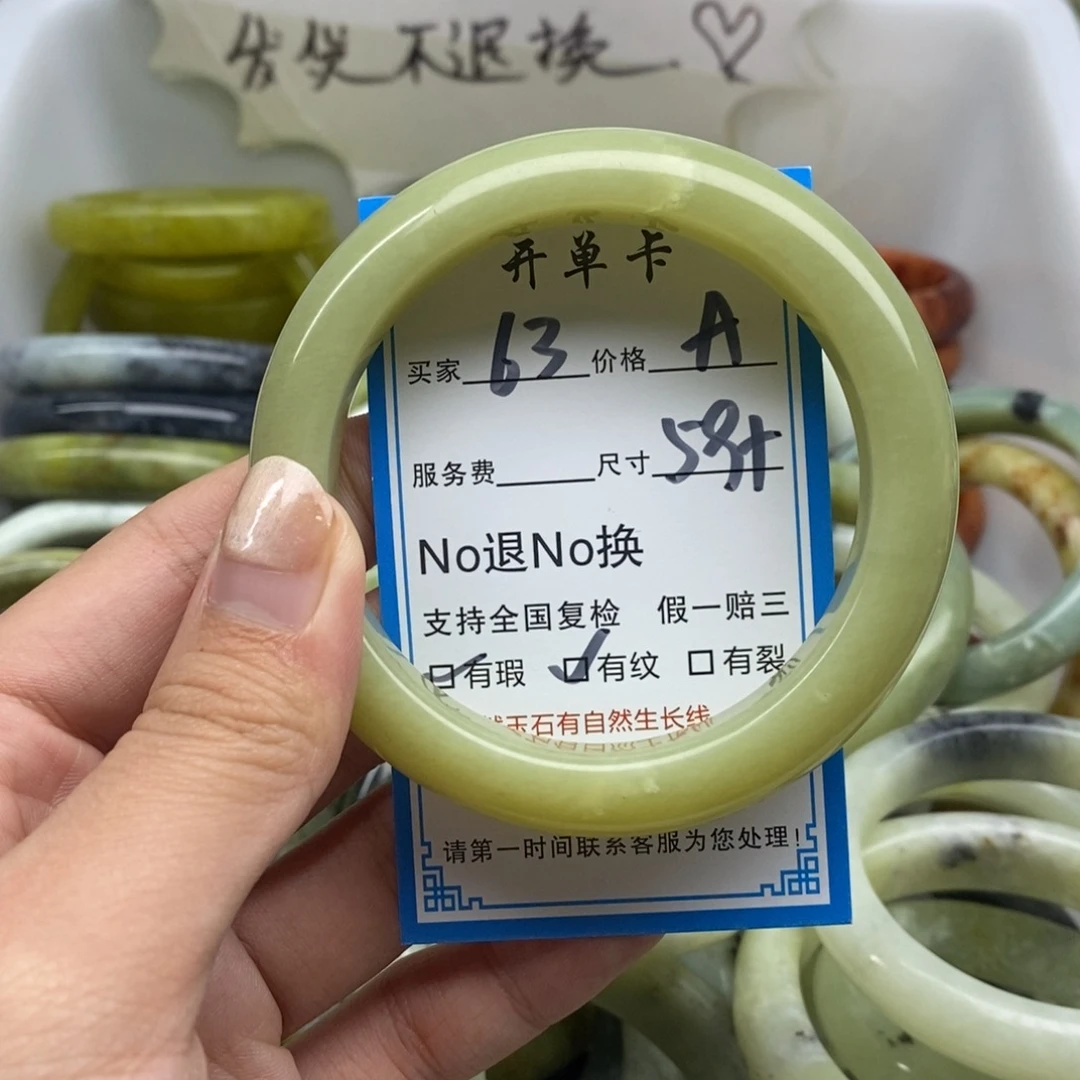 不退换.
开单卡
买家 63 价格 A
服务费 尺寸 59+
No退No换
支持全国复检 假一赔三
☑有瑕 ☑有纹 □有裂
玉石有自然生长线
请第一时间联系客服为您处理!